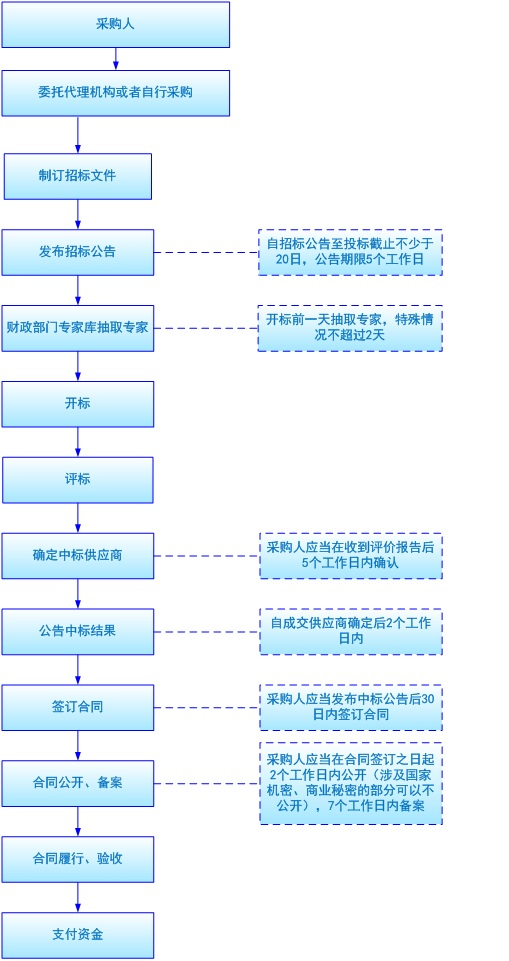 采购人
委托代理机构或者自行采购
制订招标文件
发布招标公告
自招标公告至投标截止不少于
20日，公告期限5个工作日
财政部门专家库抽取专家
开标前一天抽取专家，特殊情
况不超过2天
开标
评标
确定中标供应商
采购人应当在收到评价报告后
5个工作日内确认
公告中标结果
自成交供应商确定后2个工作
日内
签订合同
采购人应当发布中标公告后30
日内签订合同
合同公开、备案
采购人应当在合同签订之日起
2个工作日内公开（涉及国家
机密、商业秘密的部分可以不
公开），7个工作日内备案
合同履行、验收
支付资金